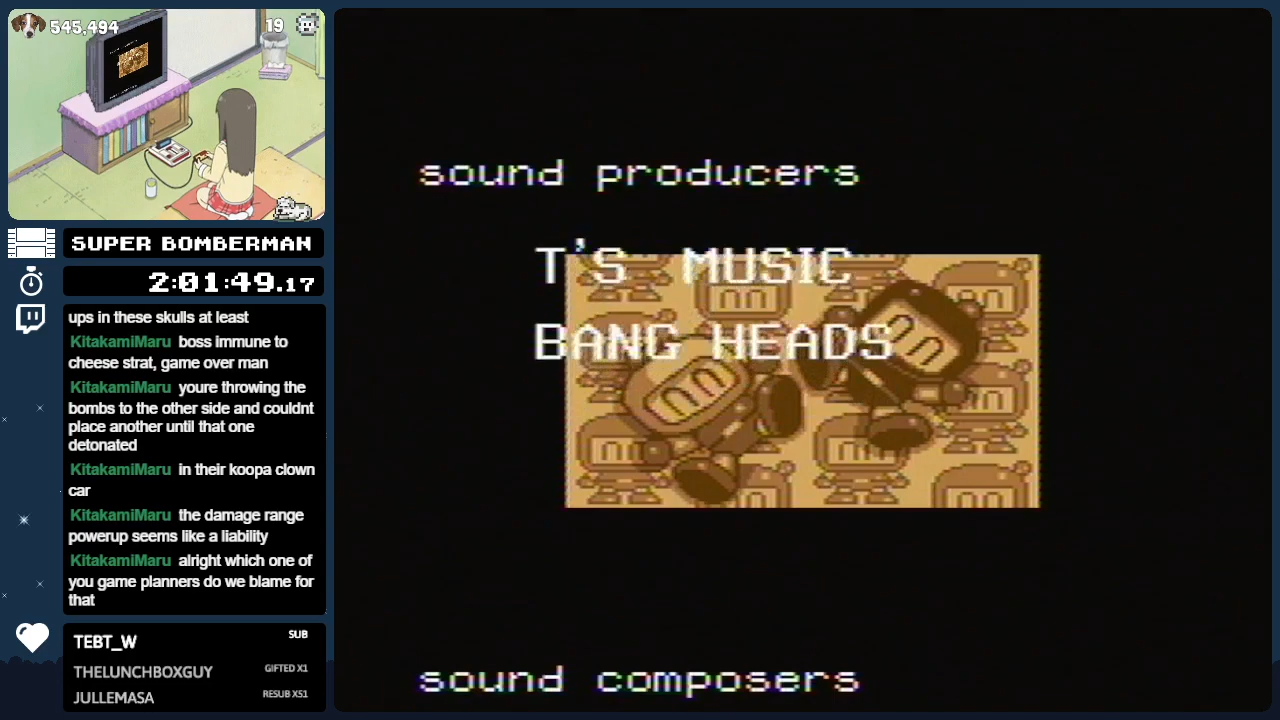 545,494
19
SUPER BOMBERMAN
2:01:49.17
ups in these skulls at least
KitakamiMaru boss immune to
cheese strat, game over man
KitakamiMaru youre throwing the
bombs to the other side and couldnt
place another until that one
detonated
KitakamiMaru in their koopa clown
car
KitakamiMaru the damage range
powerup seems like a liability
KitakamiMaru alright which one of
you game planners do we blame for
that
TEBT_W SUB
THELUNCHBOXGUY GIFTED X1
JULLEMASA RESUB X51
sound producers
T'S MUSIC
BANG HEADS
sound composers